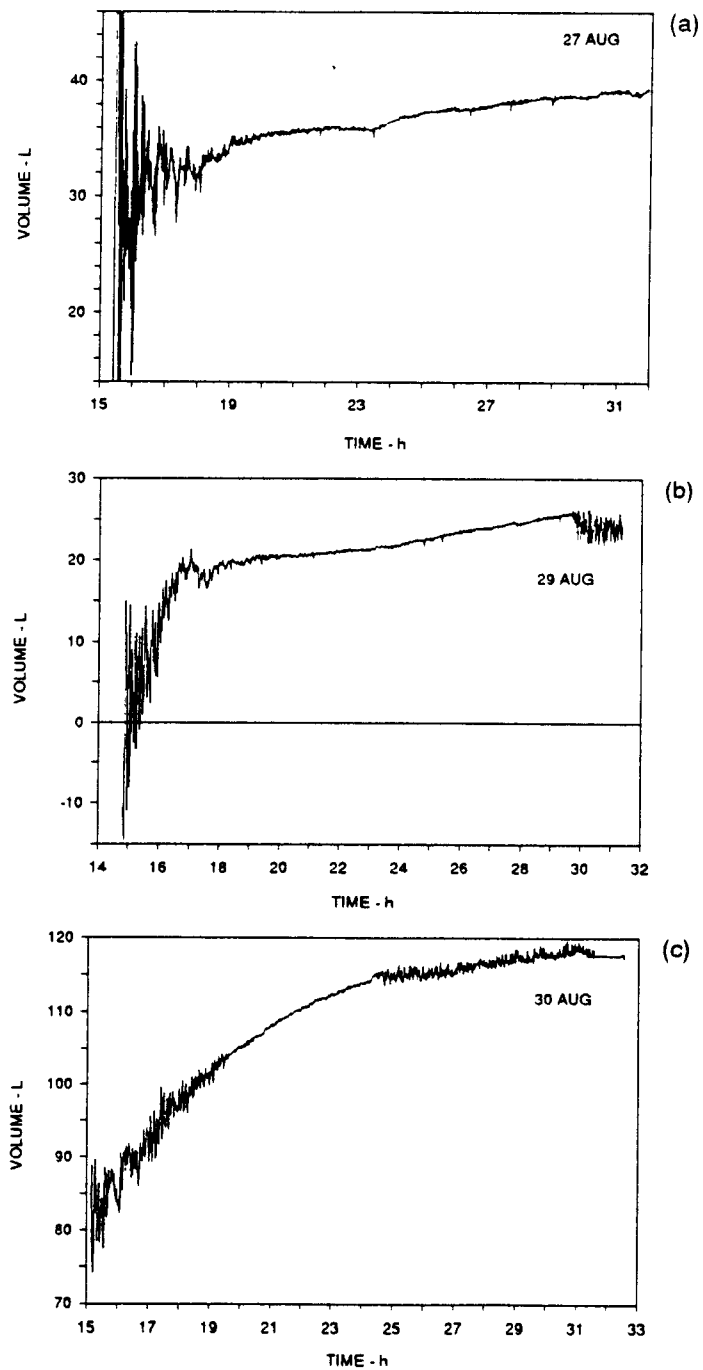 (a)
27 AUG
40
30
20
VOLUME - L
15 19 23 27 31
TIME - h
(b)
30
20
10
0
-10
29 AUG
VOLUME - L
14 16 18 20 22 24 26 28 30 32
TIME - h
(c)
120
110
100
90
80
70
30 AUG
VOLUME - L
15 17 19 21 23 25 27 29 31 33
TIME - h